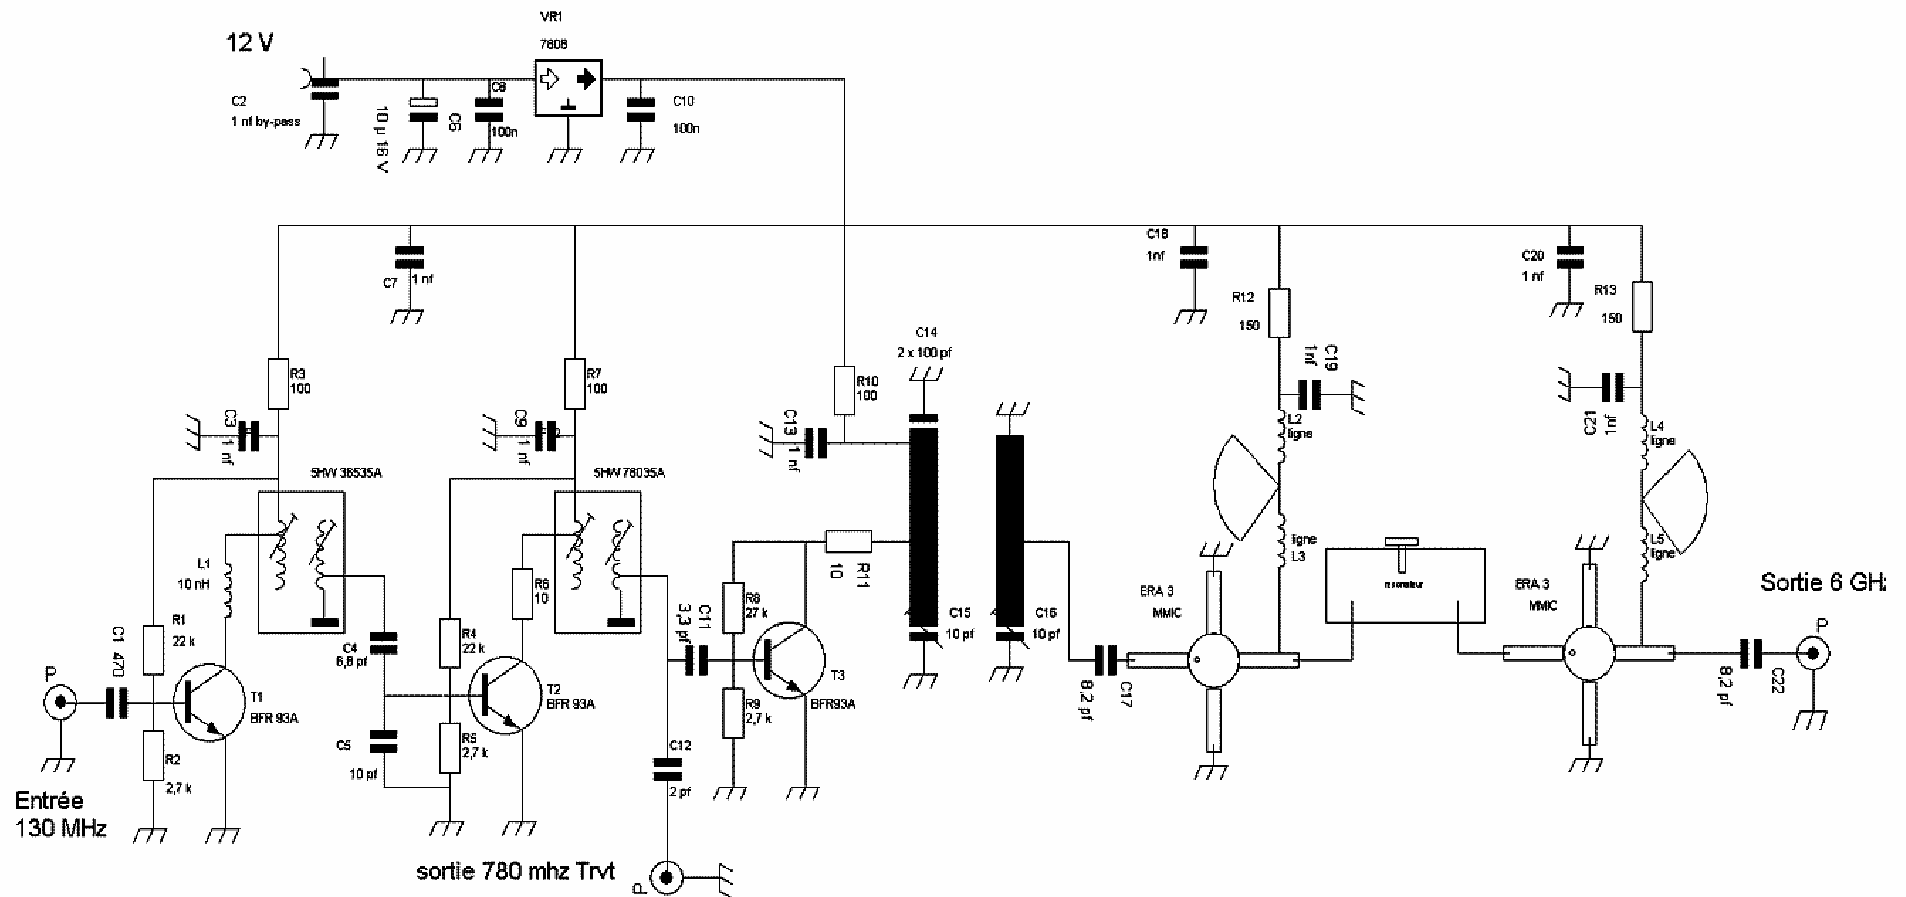 VR1
7808
12 V
C2
1 nf by-pass
10 µ 16 V
C6
C8
100n
C10
100n
C7
1 nf
C18
1nf
C20
1 nf
R12
150
R13
150
C14
2 x 100 pf
R3
100
R7
100
R10
100
C3
1 nf
C9
1 nf
C13
1 nf
1nf
C19
C21
1nf
L2
ligne
L4
ligne
5HW 36535A
5HW 78035A
ligne
L3
L5
ligne
L1
10 nH
R6
10
R11
10
C15
10 pf
C16
10 pf
ERA 3
MMIC
resonateur
ERA 3
MMIC
Sortie 6 GHz
P
C1 470
R1
22 k
C4
6,8 pf
R4
22 k
3,3 pf
C11
R8
27 k
T3
BFR93A
R9
2,7 k
8,2 pf
C17
8,2 pf
C22
P
T1
BFR 93A
T2
BFR 93A
R2
2,7 k
C5
10 pf
R5
2,7 k
C12
2 pf
Entrée
130 MHz
sortie 780 mhz Trvt
P